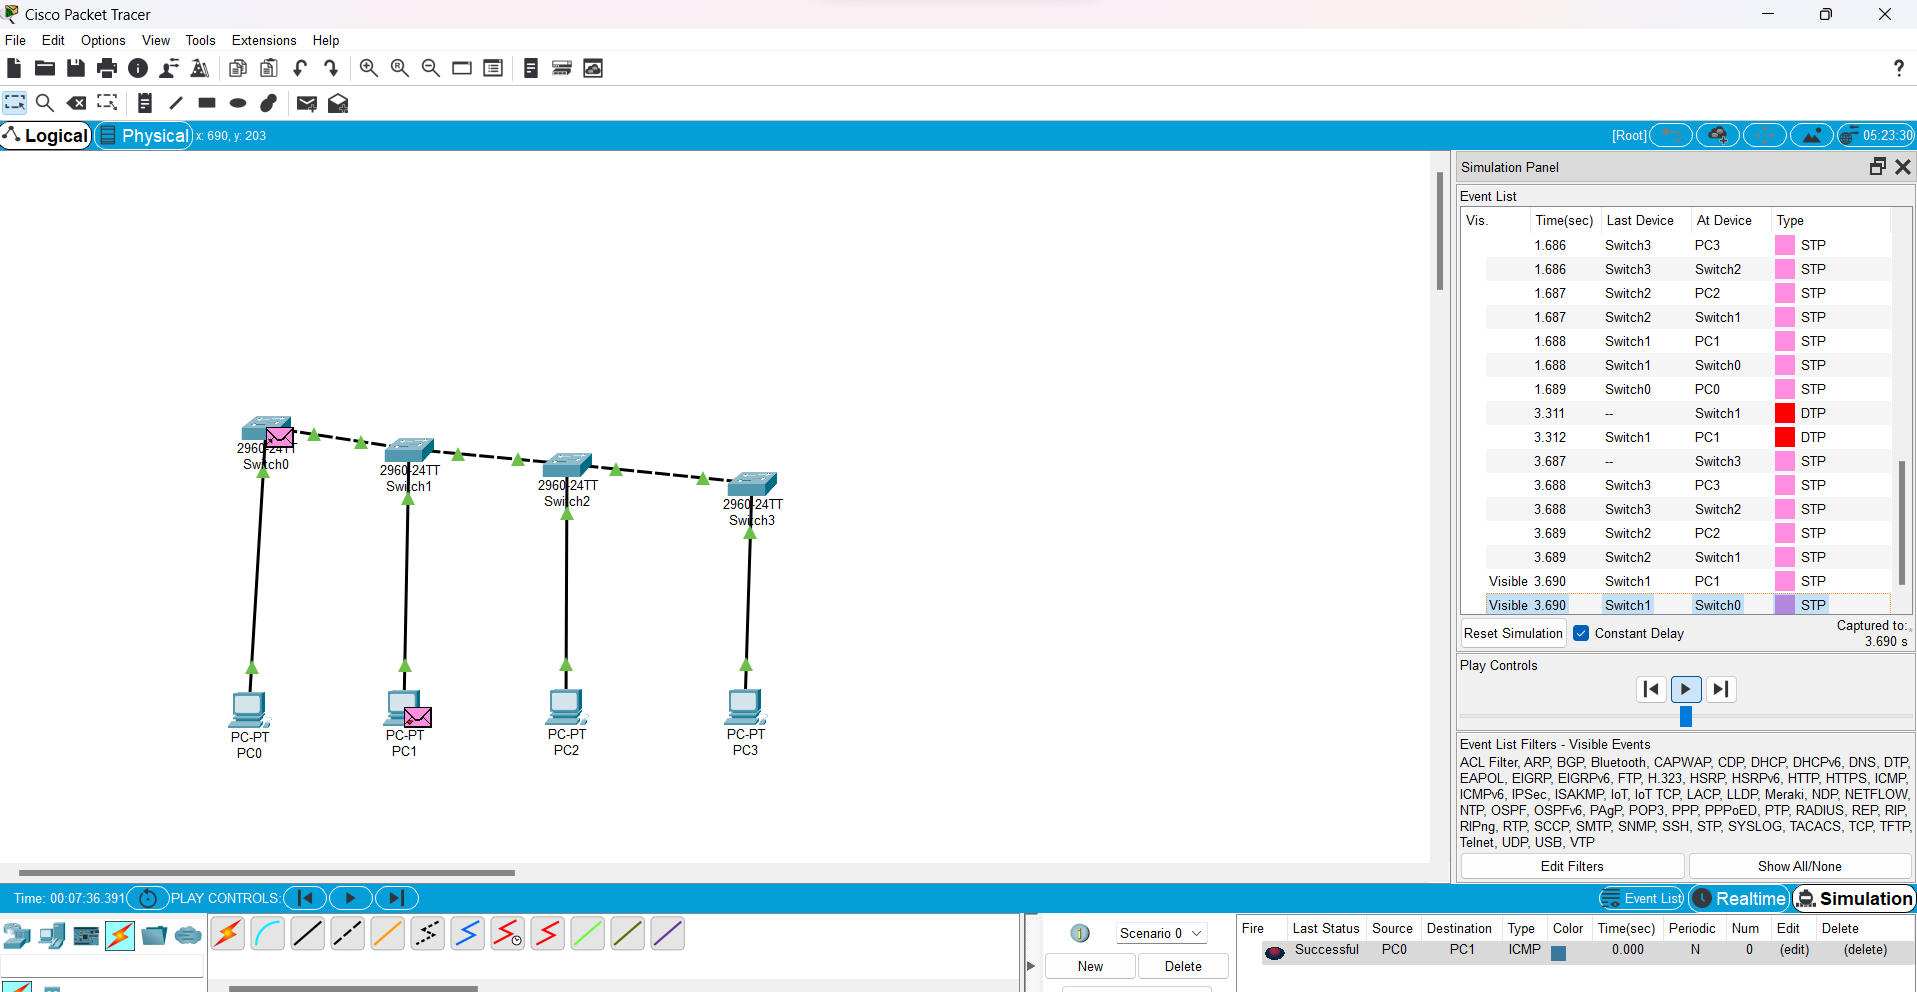 Cisco Packet Tracer
File Edit Options View Tools Extensions Help
?
Logical Physical x: 690, y: 203 [Root] 05:23:30
Simulation Panel
Event List
Vis. Time(sec) Last Device At Device Type
1.686 Switch3 PC3 STP
1.686 Switch3 Switch2 STP
1.687 Switch2 PC2 STP
1.687 Switch2 Switch1 STP
1.688 Switch1 PC1 STP
1.688 Switch1 Switch0 STP
1.689 Switch0 PC0 STP
3.311 -- Switch1 DTP
3.312 Switch1 PC1 DTP
3.687 -- Switch3 STP
3.688 Switch3 PC3 STP
3.688 Switch3 Switch2 STP
3.689 Switch2 PC2 STP
3.689 Switch2 Switch1 STP
Visible 3.690 Switch1 PC1 STP
Visible 3.690 Switch1 Switch0 STP
Reset Simulation Constant Delay Captured to:
3.690 s
Play Controls
Event List Filters - Visible Events
ACL Filter, ARP, BGP, Bluetooth, CAPWAP, CDP, DHCP, DHCPv6, DNS, DTP,
EAPOL, EIGRP, EIGRPv6, FTP, H.323, HSRP, HSRPv6, HTTP, HTTPS, ICMP,
ICMPv6, IPSec, ISAKMP, IoT, IoT TCP, LACP, LLDP, Meraki, NDP, NETFLOW,
NTP, OSPF, OSPFv6, PAgP, POP3, PPP, PPPoED, PTP, RADIUS, REP, RIP,
RIPng, RTP, SCCP, SMTP, SNMP, SSH, STP, SYSLOG, TACACS, TCP, TFTP,
Telnet, UDP, USB, VTP
Edit Filters Show All/None
2960-24TT
Switch0
2960-24TT
Switch1
2960-24TT
Switch2
2960-24TT
Switch3
PC-PT
PC0
PC-PT
PC1
PC-PT
PC2
PC-PT
PC3
Time: 00:07:36.391 PLAY CONTROLS: Event List Realtime Simulation
Scenario 0
New Delete
Fire Last Status Source Destination Type Color Time(sec) Periodic Num Edit Delete
Successful PC0 PC1 ICMP 0.000 N 0 (edit) (delete)